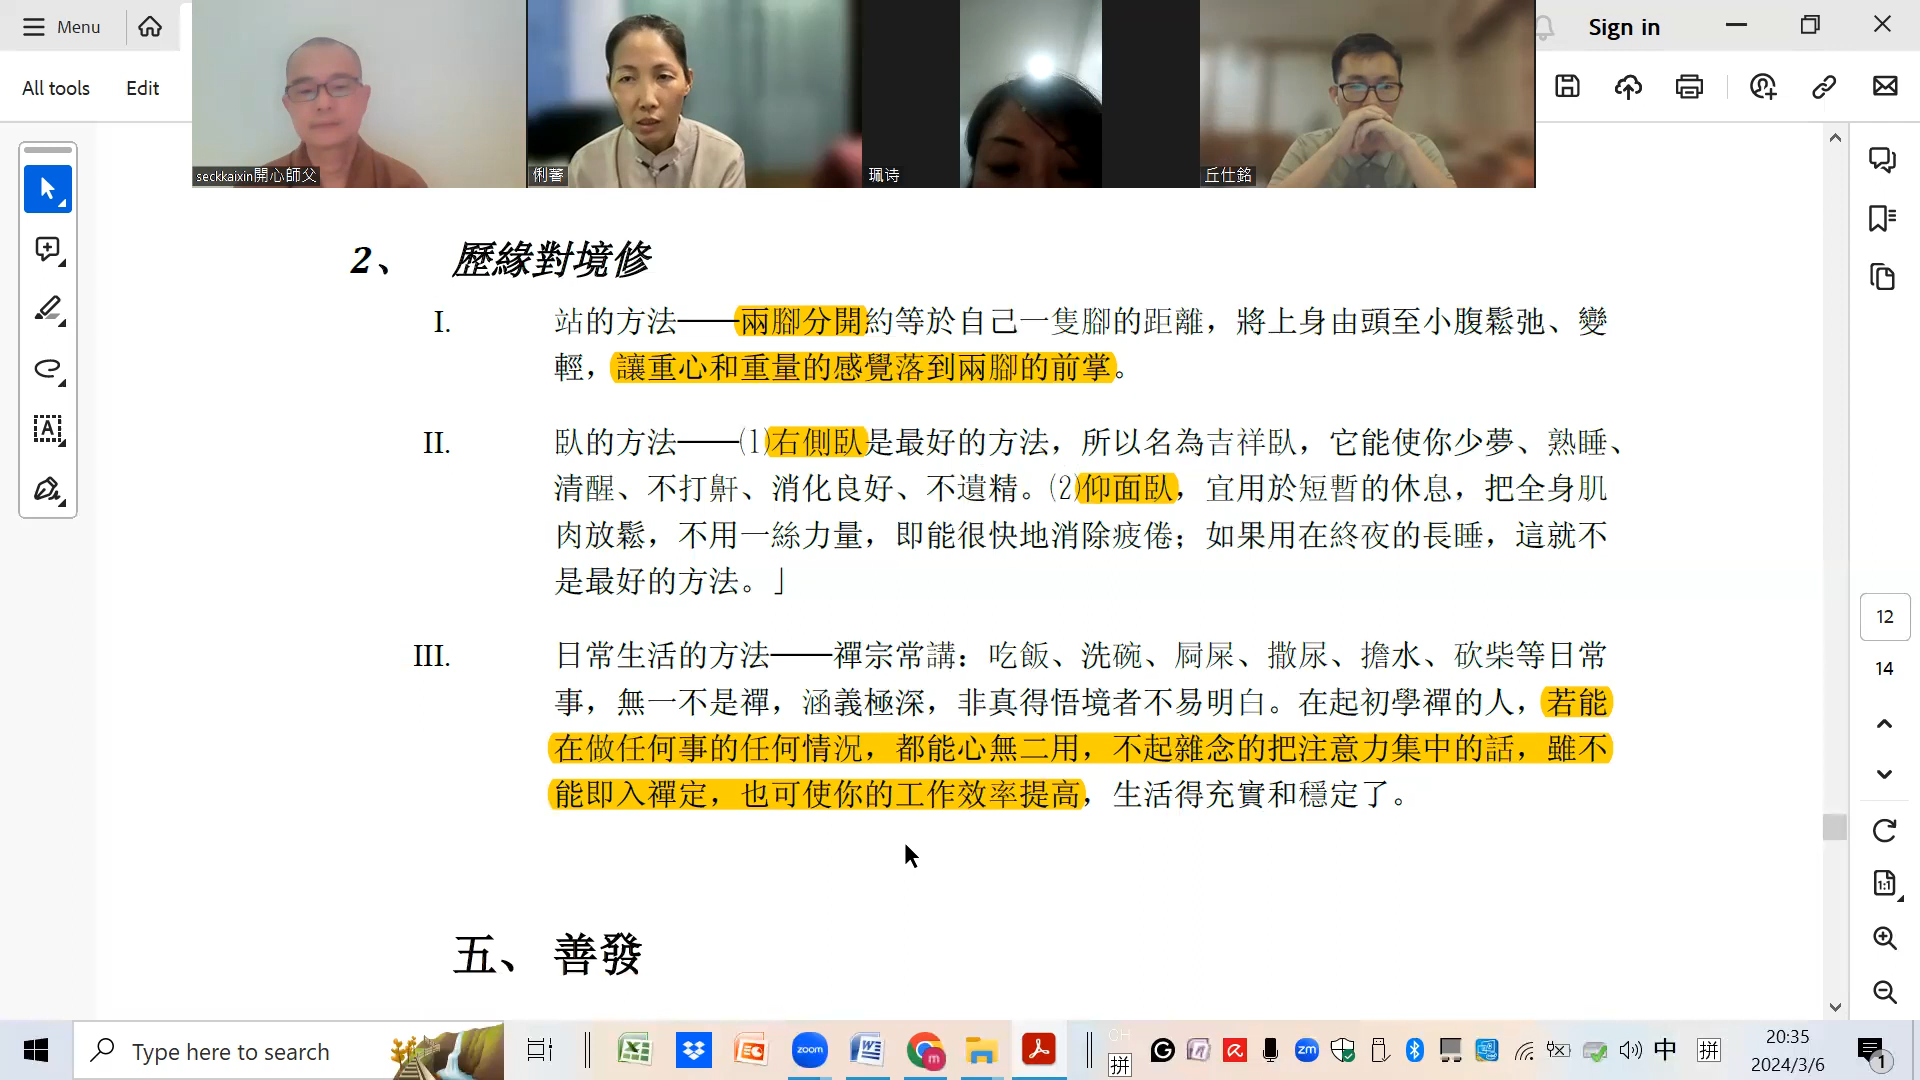 Menu
Sign in
All tools
Edit
seckkaixin開心師父
俐蓉
珮诗
丘仕銘
2、 歷緣對境修
I. 站的方法——兩腳分開約等於自己一隻腳的距離，將上身由頭至小腹鬆弛、變
輕，讓重心和重量的感覺落到兩腳的前掌。
II. 臥的方法——⑴右側臥是最好的方法，所以名為吉祥臥，它能使你少夢、熟睡、
清醒、不打鼾、消化良好、不遺精。⑵仰面臥，宜用於短暫的休息，把全身肌
肉放鬆，不用一絲力量，即能很快地消除疲倦；如果用在終夜的長睡，這就不
是最好的方法。」
III. 日常生活的方法——禪宗常講：吃飯、洗碗、屙屎、撒尿、擔水、砍柴等日常
事，無一不是禪，涵義極深，非真得悟境者不易明白。在起初學禪的人，若能
在做任何事的任何情況，都能心無二用，不起雜念的把注意力集中的話，雖不
能即入禪定，也可使你的工作效率提高，生活得充實和穩定了。
五、 善發
12
14
Type here to search
zoom
CH
拼
zm
中
拼
20:35
2024/3/6
1